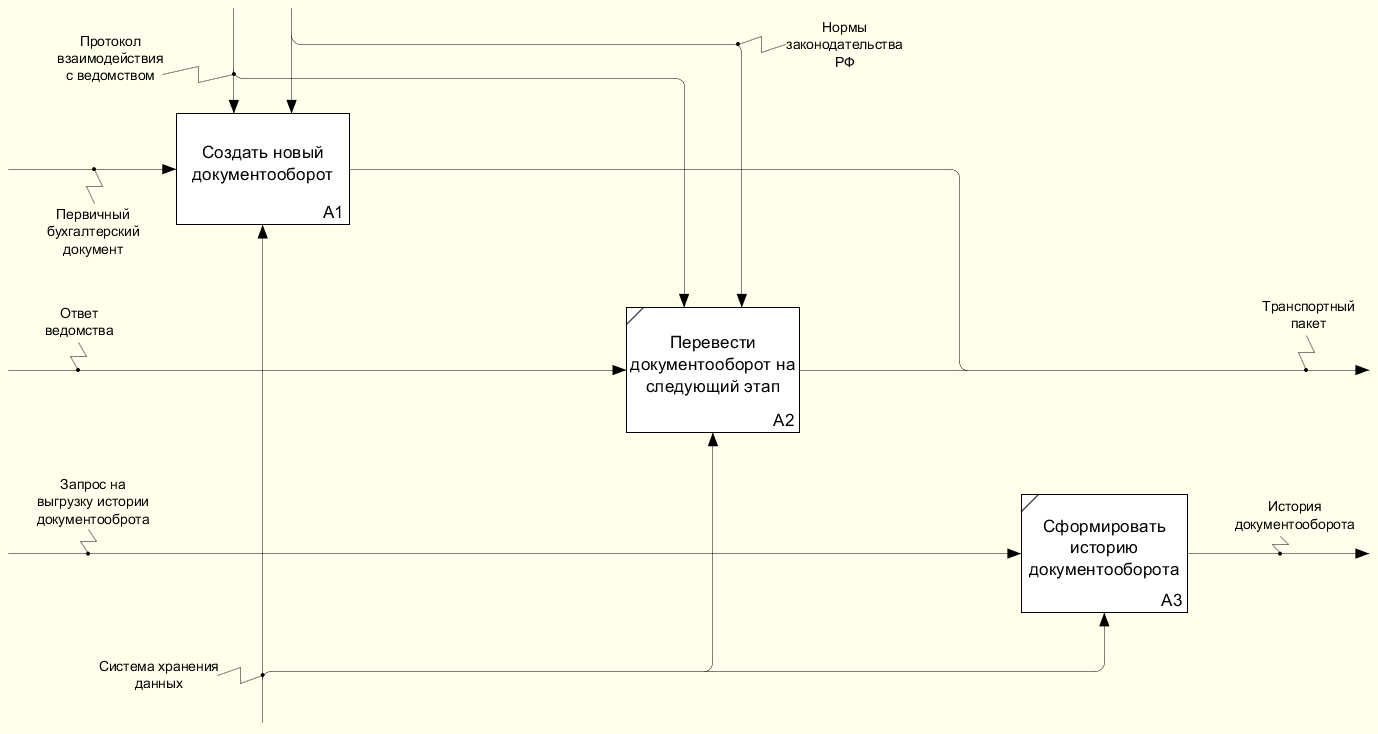 Протокол
взаимодействия
с ведомством
Нормы
законодательства
РФ
Создать новый
документооборот
A1
Первичный
бухгалтерский
документ
Ответ
ведомства
Перевести
документооборот на
следующий этап
A2
Транспортный
пакет
Запрос на
выгрузку истории
документооброта
Сформировать
историю
документооборота
A3
История
документооборота
Система хранения
данных